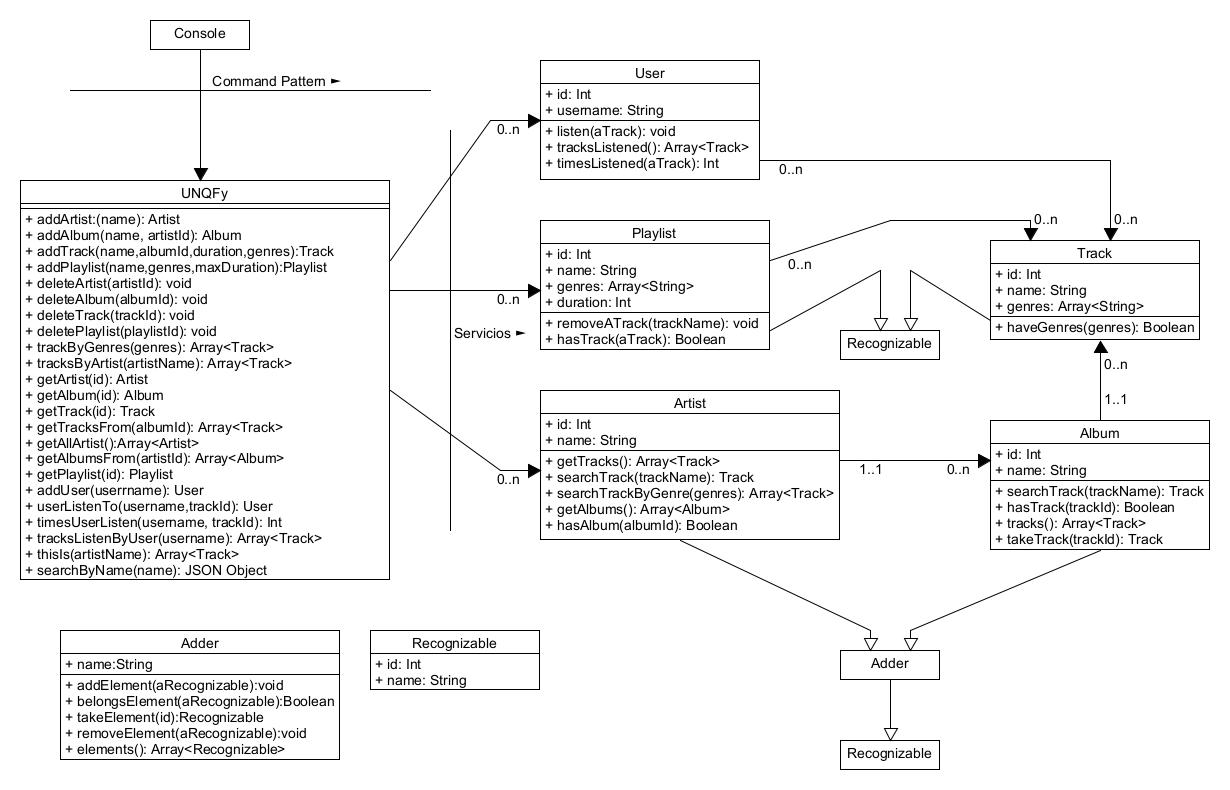 Console
Command Pattern ►
UNQFy
+ addArtist:(name): Artist
+ addAlbum(name, artistId): Album
+ addTrack(name,albumId,duration,genres):Track
+ addPlaylist(name,genres,maxDuration):Playlist
+ deleteArtist(artistId): void
+ deleteAlbum(albumId): void
+ deleteTrack(trackId): void
+ deletePlaylist(playlistId): void
+ trackByGenres(genres): Array<Track>
+ tracksByArtist(artistName): Array<Track>
+ getArtist(id): Artist
+ getAlbum(id): Album
+ getTrack(id): Track
+ getTracksFrom(albumId): Array<Track>
+ getAllArtist():Array<Artist>
+ getAlbumsFrom(artistId): Array<Album>
+ getPlaylist(id): Playlist
+ addUser(userrname): User
+ userListenTo(username,trackId): User
+ timesUserListen(username, trackId): Int
+ tracksListenByUser(username): Array<Track>
+ thisIs(artistName): Array<Track>
+ searchByName(name): JSON Object
Servicios ►
0..n
0..n
0..n
User
+ id: Int
+ username: String
+ listen(aTrack): void
+ tracksListened(): Array<Track>
+ timesListened(aTrack): Int
0..n
0..n
Playlist
+ id: Int
+ name: String
+ genres: Array<String>
+ duration: Int
+ removeATrack(trackName): void
+ hasTrack(aTrack): Boolean
0..n
0..n
Recognizable
Track
+ id: Int
+ name: String
+ genres: Array<String>
+ haveGenres(genres): Boolean
0..n
1..1
Artist
+ id: Int
+ name: String
+ getTracks(): Array<Track>
+ searchTrack(trackName): Track
+ searchTrackByGenre(genres): Array<Track>
+ getAlbums(): Array<Album>
+ hasAlbum(albumId): Boolean
1..1
0..n
Album
+ id: Int
+ name: String
+ searchTrack(trackName): Track
+ hasTrack(trackId): Boolean
+ tracks(): Array<Track>
+ takeTrack(trackId): Track
Adder
+ name:String
+ addElement(aRecognizable):void
+ belongsElement(aRecognizable):Boolean
+ takeElement(id):Recognizable
+ removeElement(aRecognizable):void
+ elements(): Array<Recognizable>
Recognizable
+ id: Int
+ name: String
Adder
Recognizable